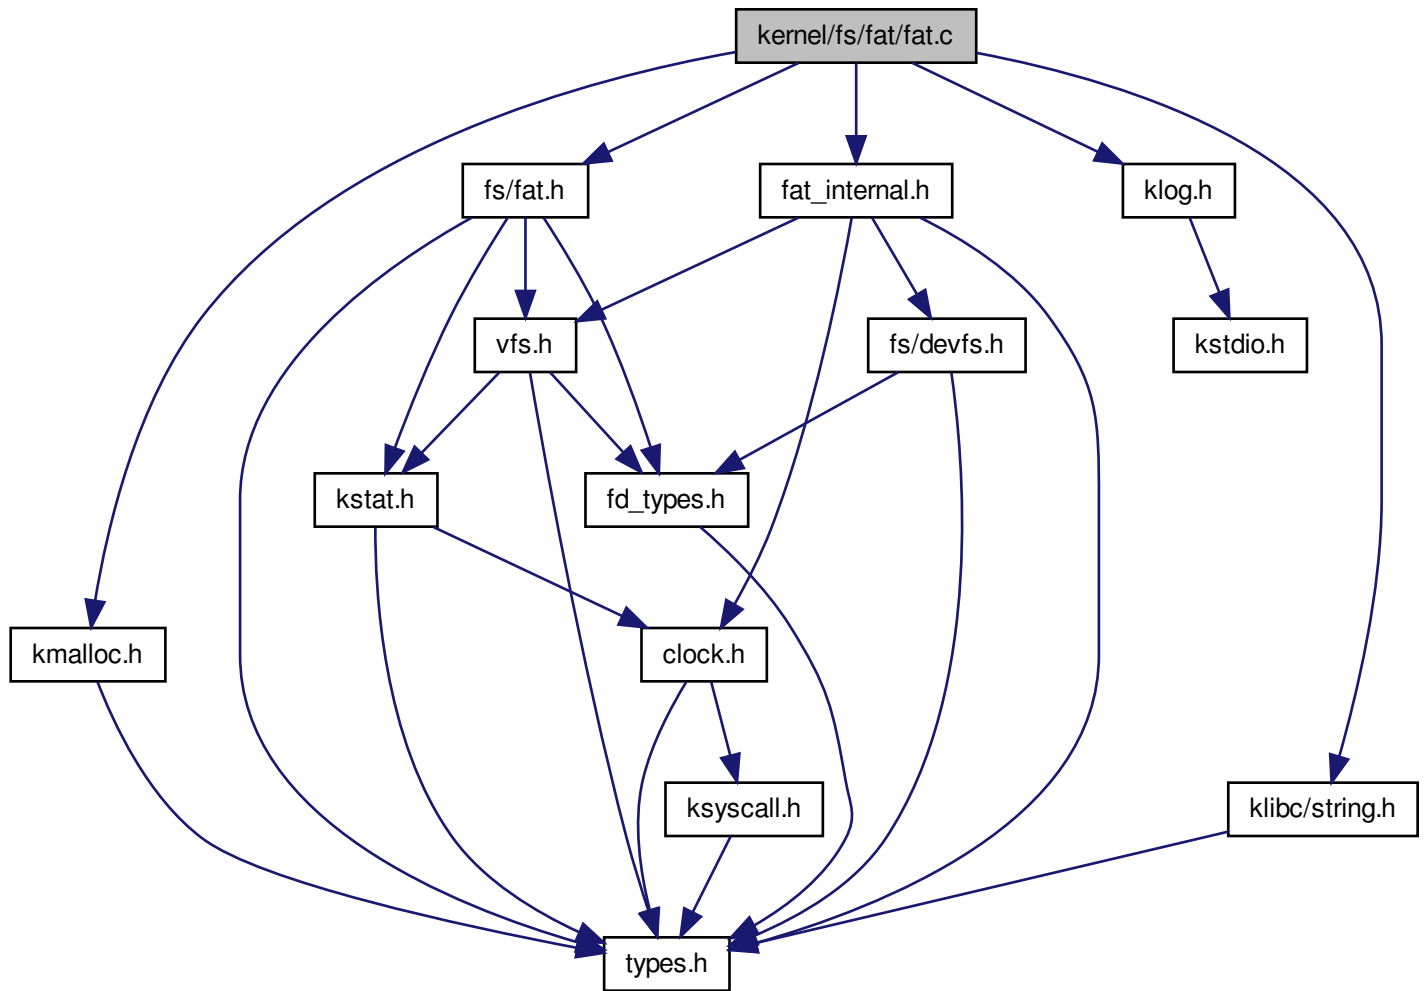 kernel/fs/fat/fat.c
fs/fat.h
fat_internal.h
klog.h
vfs.h
fs/devfs.h
kstdio.h
kstat.h
fd_types.h
kmalloc.h
clock.h
ksyscall.h
klibc/string.h
types.h